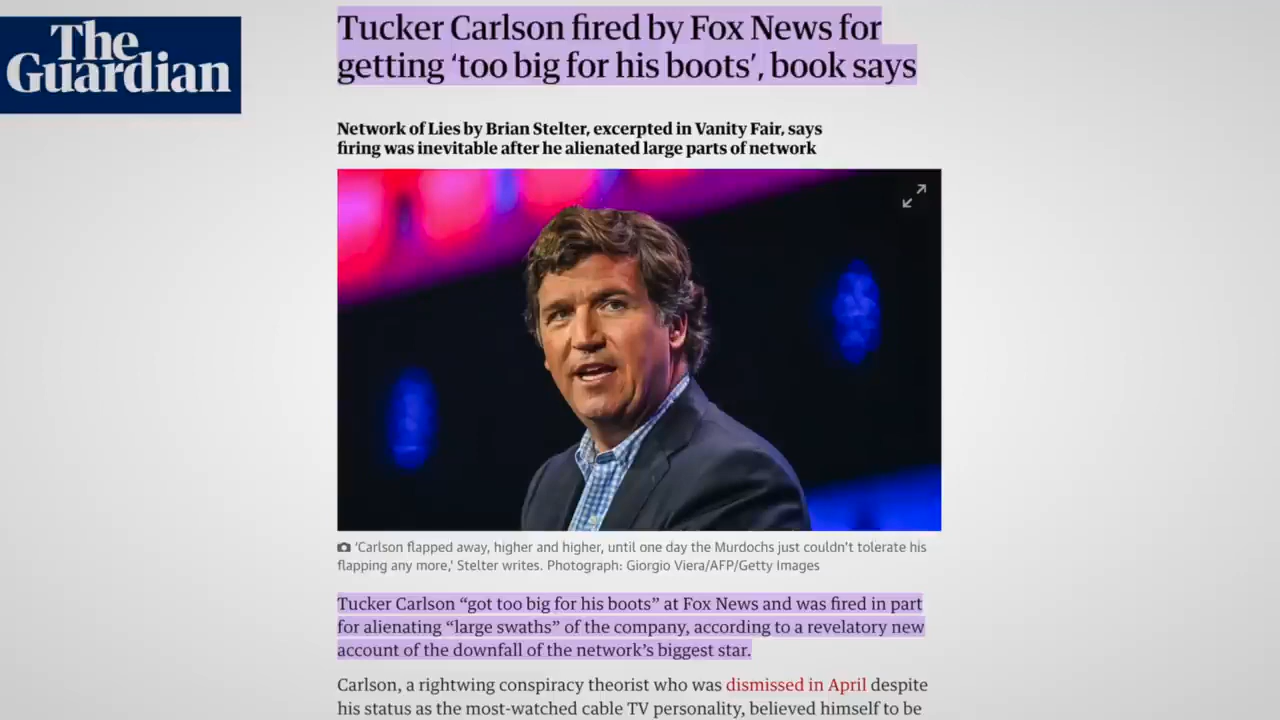 The
Guardian
Tucker Carlson fired by Fox News for
getting ‘too big for his boots’, book says
Network of Lies by Brian Stelter, excerpted in Vanity Fair, says
firing was inevitable after he alienated large parts of network
‘Carlson flapped away, higher and higher, until one day the Murdochs just couldn’t tolerate his
flapping any more,’ Stelter writes. Photograph: Giorgio Viera/AFP/Getty Images
Tucker Carlson “got too big for his boots” at Fox News and was fired in part
for alienating “large swaths” of the company, according to a revelatory new
account of the downfall of the network’s biggest star.
Carlson, a rightwing conspiracy theorist who was dismissed in April despite
his status as the most-watched cable TV personality, believed himself to be